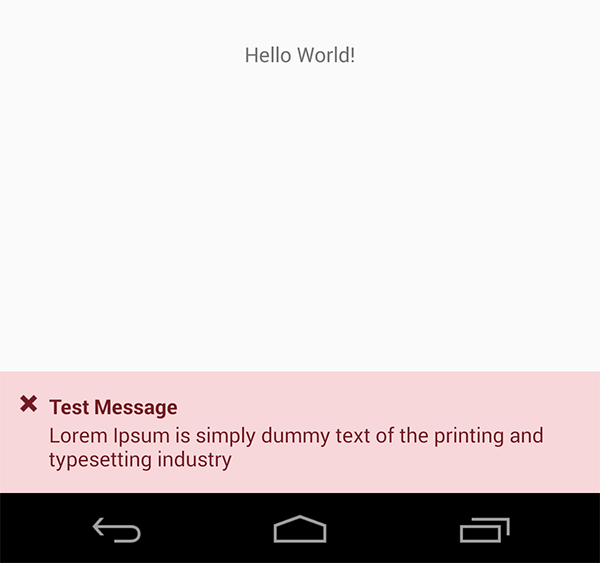 Hello World!
Test Message
Lorem Ipsum is simply dummy text of the printing and
typesetting industry